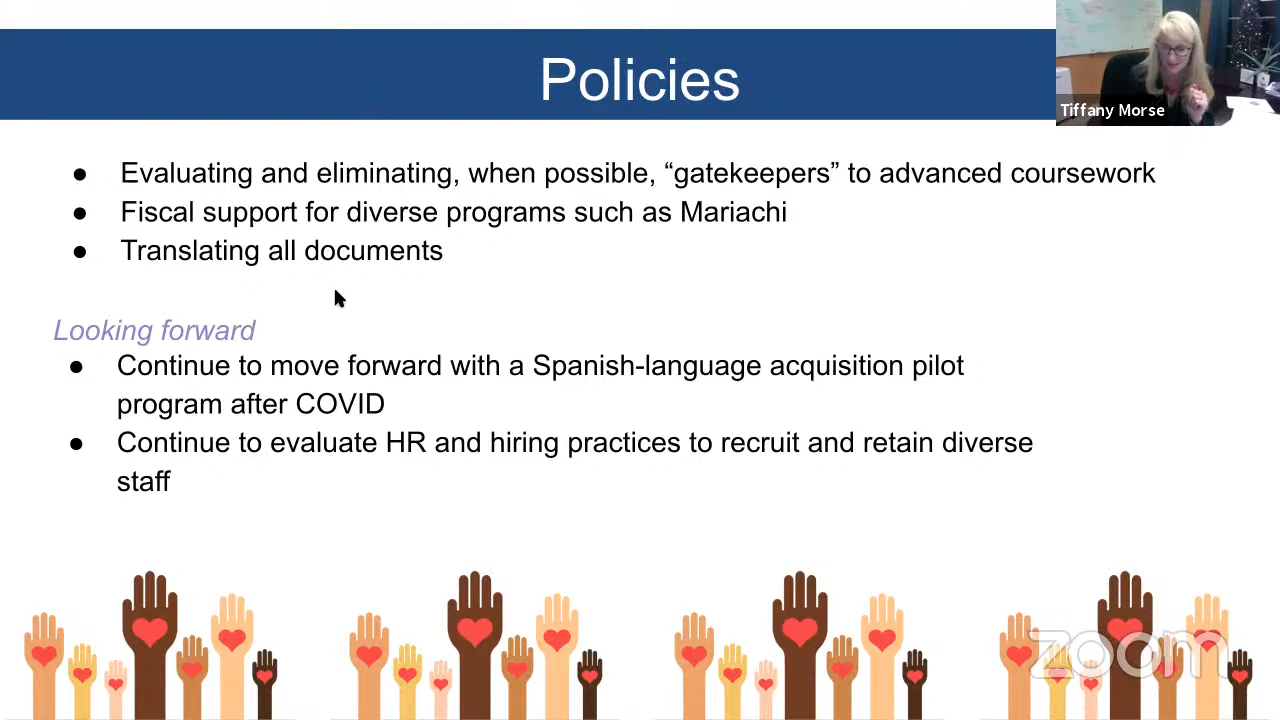 Policies
Tiffany Morse
● Evaluating and eliminating, when possible, “gatekeepers” to advanced coursework
● Fiscal support for diverse programs such as Mariachi
● Translating all documents
Looking forward
● Continue to move forward with a Spanish-language acquisition pilot
program after COVID
● Continue to evaluate HR and hiring practices to recruit and retain diverse
staff
zoom